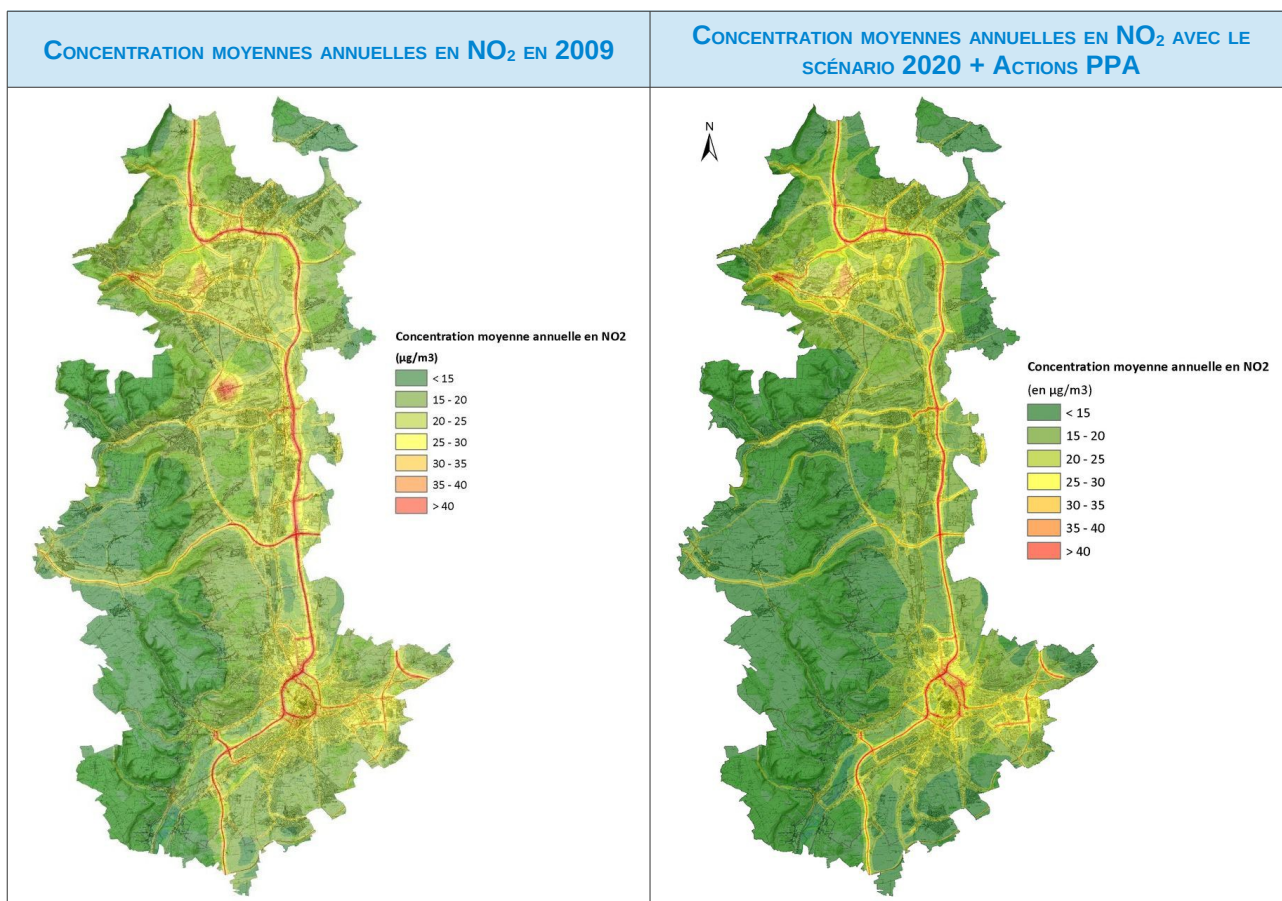 CONCENTRATION MOYENNES ANNUELLES EN NO2 EN 2009
CONCENTRATION MOYENNES ANNUELLES EN NO2 AVEC LE
SCÉNARIO 2020 + ACTIONS PPA
Concentration moyenne annuelle en NO2
(µg/m3)
< 15
15 - 20
20 - 25
25 - 30
30 - 35
35 - 40
> 40
N
Concentration moyenne annuelle en NO2
(en µg/m3)
< 15
15 - 20
20 - 25
25 - 30
30 - 35
35 - 40
> 40